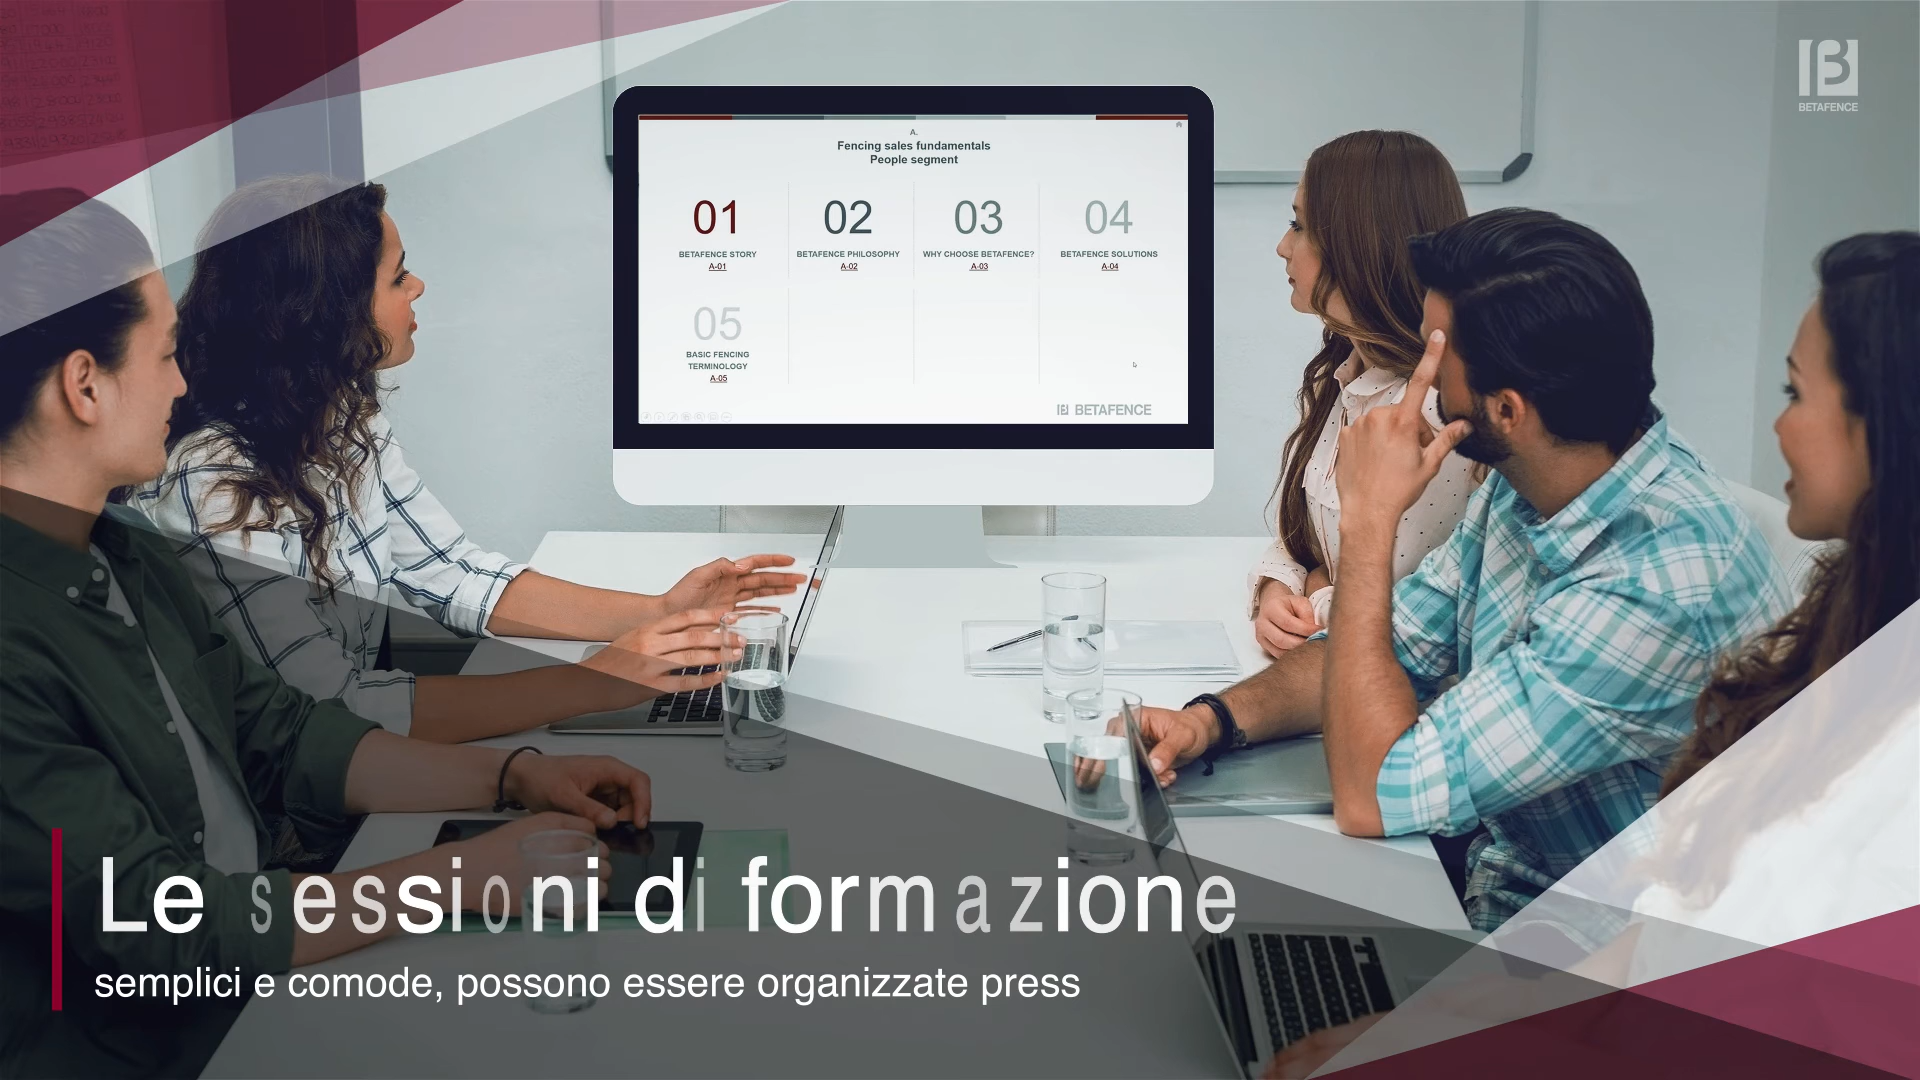 BETAFENCE
A.
Fencing sales fundamentals
People segment
01
BETAFENCE STORY
A-01
02
BETAFENCE PHILOSOPHY
A-02
03
WHY CHOOSE BETAFENCE?
A-03
04
BETAFENCE SOLUTIONS
A-04
05
BASIC FENCING
TERMINOLOGY
A-05
BETAFENCE
Le sessioni di formazione
semplici e comode, possono essere organizzate press